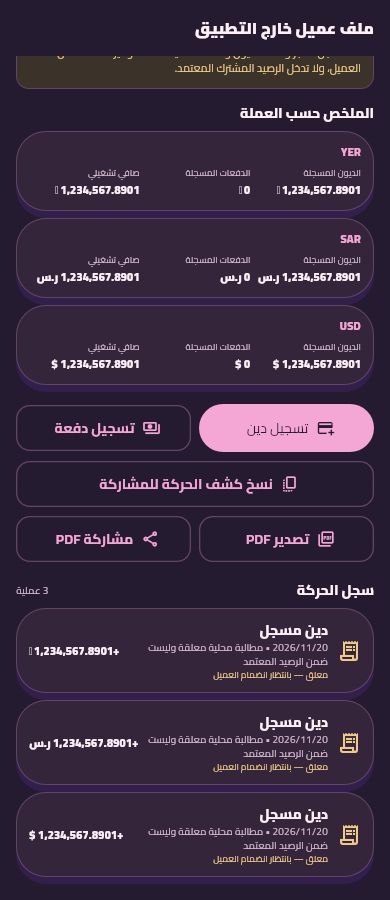 ملف عميل خارج التطبيق
العميل، ولا تدخل الرصيد المشترك المعتمد.
الملخص حسب العملة
YER
الديون المسجلة
الدفعات المسجلة
صافي تشغيلي
1,234,567.8901
0
1,234,567.8901
SAR
الديون المسجلة
الدفعات المسجلة
صافي تشغيلي
1,234,567.8901 ر.س
0 ر.س
1,234,567.8901 ر.س
USD
الديون المسجلة
الدفعات المسجلة
صافي تشغيلي
1,234,567.8901 $
0 $
1,234,567.8901 $
تسجيل دين
تسجيل دفعة
نسخ كشف الحركة للمشاركة
تصدير PDF
مشاركة PDF
سجل الحركة
3 عملية
دين مسجل
2026/11/20 • مطالبة محلية معلقة وليست
ضمن الرصيد المعتمد
معلق — بانتظار انضمام العميل
+1,234,567.8901
دين مسجل
2026/11/20 • مطالبة محلية معلقة وليست
ضمن الرصيد المعتمد
معلق — بانتظار انضمام العميل
+1,234,567.8901 ر.س
دين مسجل
2026/11/20 • مطالبة محلية معلقة وليست
ضمن الرصيد المعتمد
معلق — بانتظار انضمام العميل
+1,234,567.8901 $